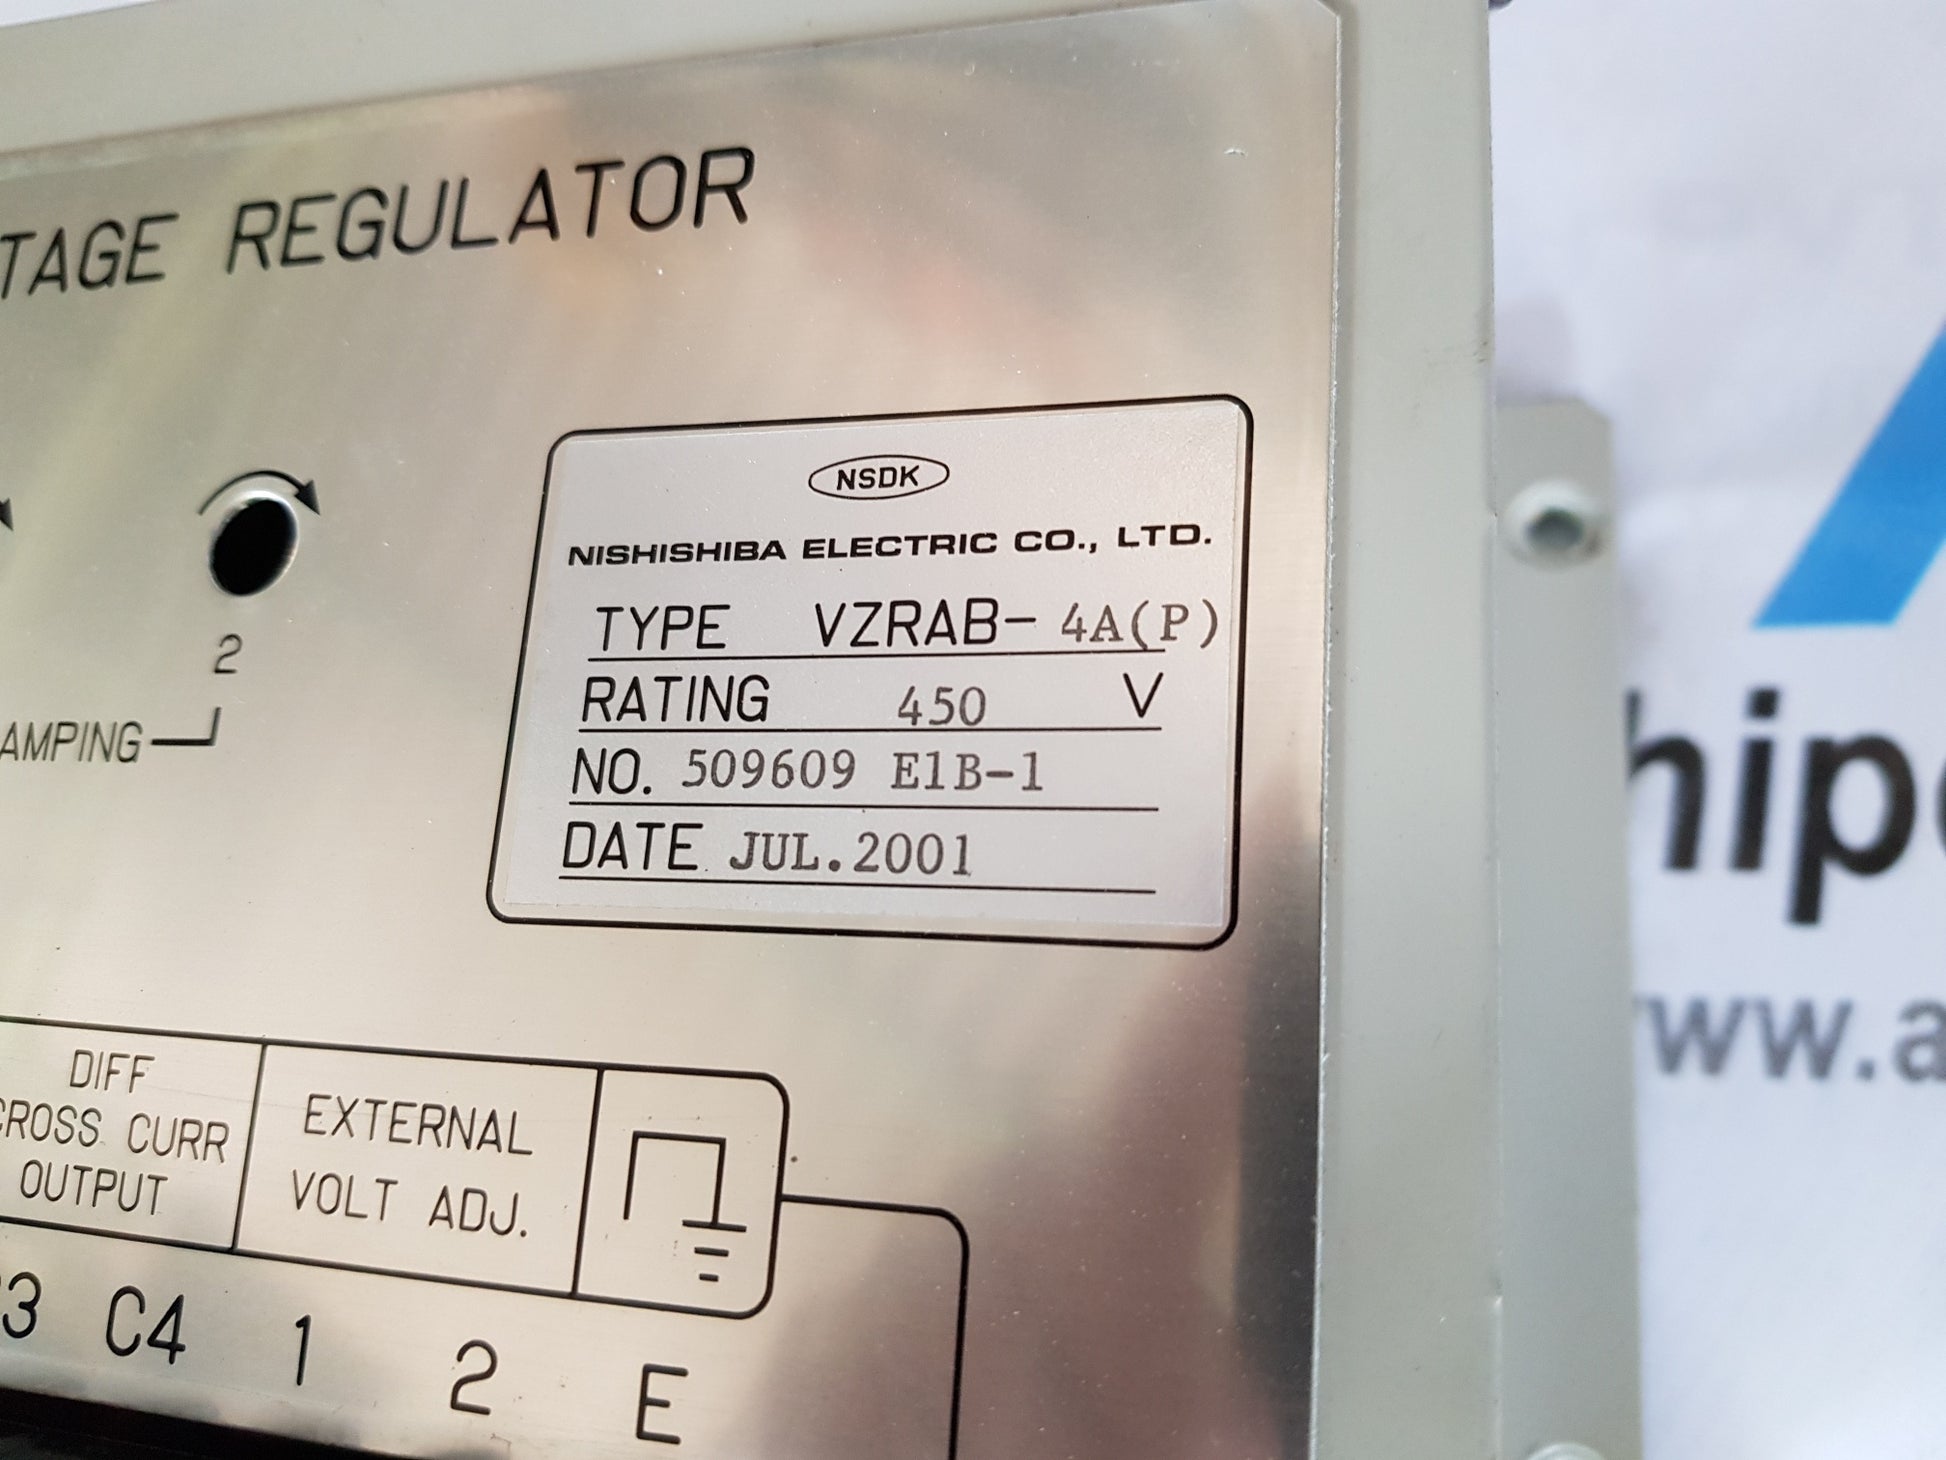 TAGE REGULATOR
2
AMPING
NSDK
NISHISHIBA ELECTRIC CO., LTD.
TYPE VZRAB- 4A(P)
RATING 450 V
NO. 509609 E1B-1
DATE JUL.2001
DIFF
CROSS CURR
OUTPUT
EXTERNAL
VOLT ADJ.
3 C4 1 2 E
hip
www.a